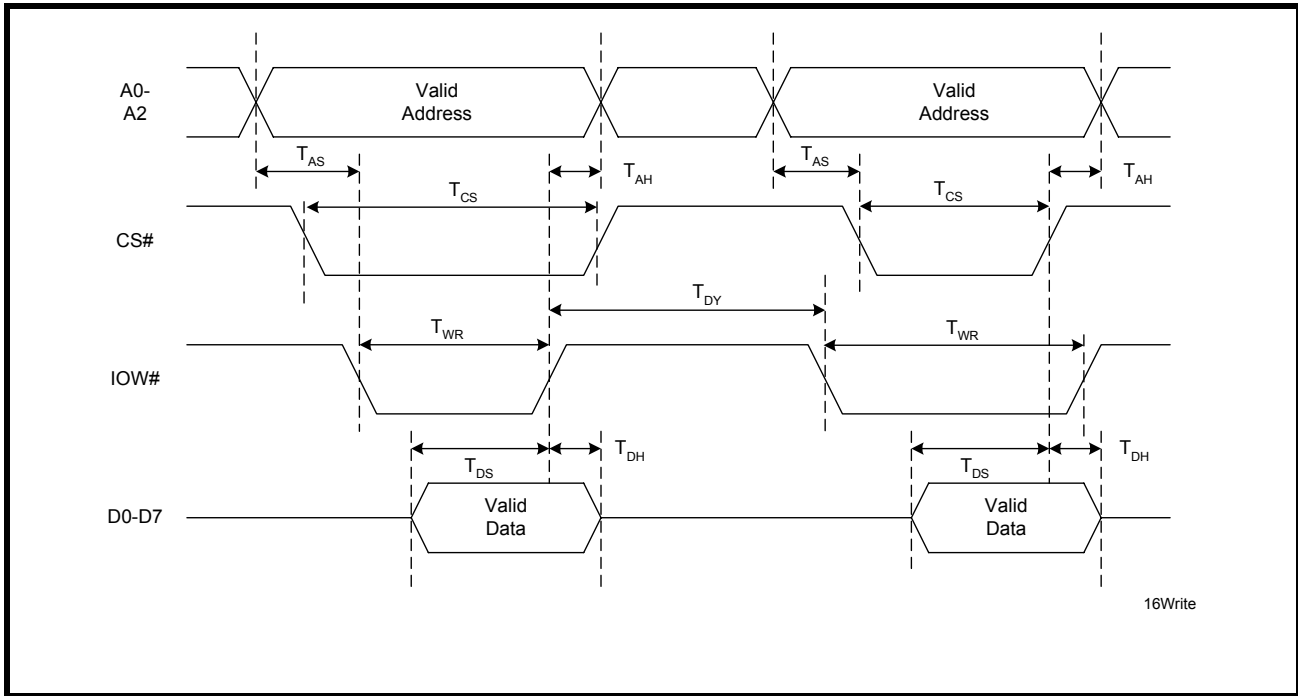 A0-
A2
Valid
Address
Valid
Address
TAS
TAH
TAS
TAH
TCS
TCS
CS#
TDY
TWR
TWR
IOW#
TDS
TDH
TDS
TDH
D0-D7
Valid
Data
Valid
Data
16Write